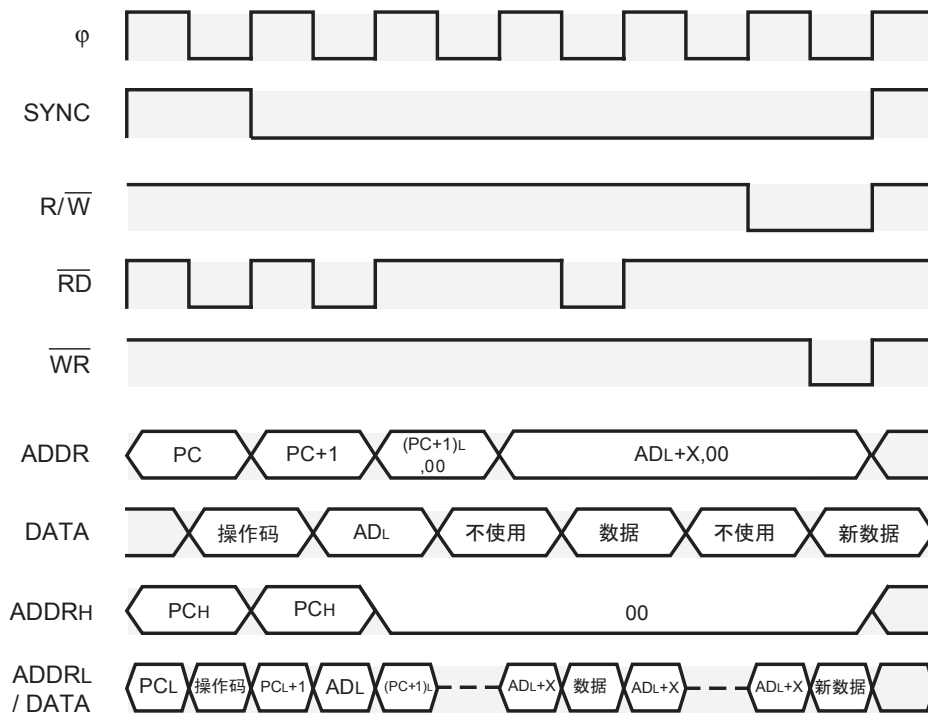 φ
SYNC
R/W̅
R̅D̅
W̅R̅
ADDR PC PC+1 (PC+1)L ,00 ADL+X,00
DATA 操作码 ADL 不使用 数据 不使用 新数据
ADDRH PCH PCH 00
ADDRL / DATA PCL 操作码 PCL+1 ADL (PC+1)L ADL+X 数据 ADL+X ADL+X 新数据